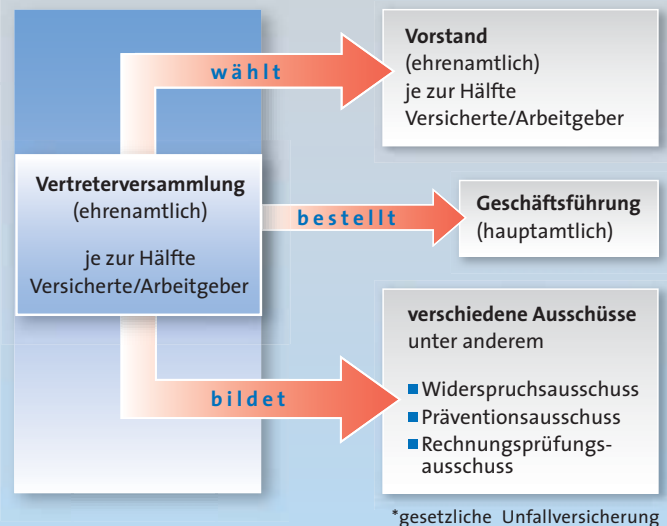 Vertreterversammlung
(ehrenamtlich)
je zur Hälfte
Versicherte/Arbeitgeber
wählt
Vorstand
(ehrenamtlich)
je zur Hälfte
Versicherte/Arbeitgeber
bestellt
Geschäftsführung
(hauptamtlich)
bildet
verschiedene Ausschüsse
unter anderem
■ Widerspruchsausschuss
■ Präventionsausschuss
■ Rechnungsprüfungs-
ausschuss
*gesetzliche Unfallversicherung